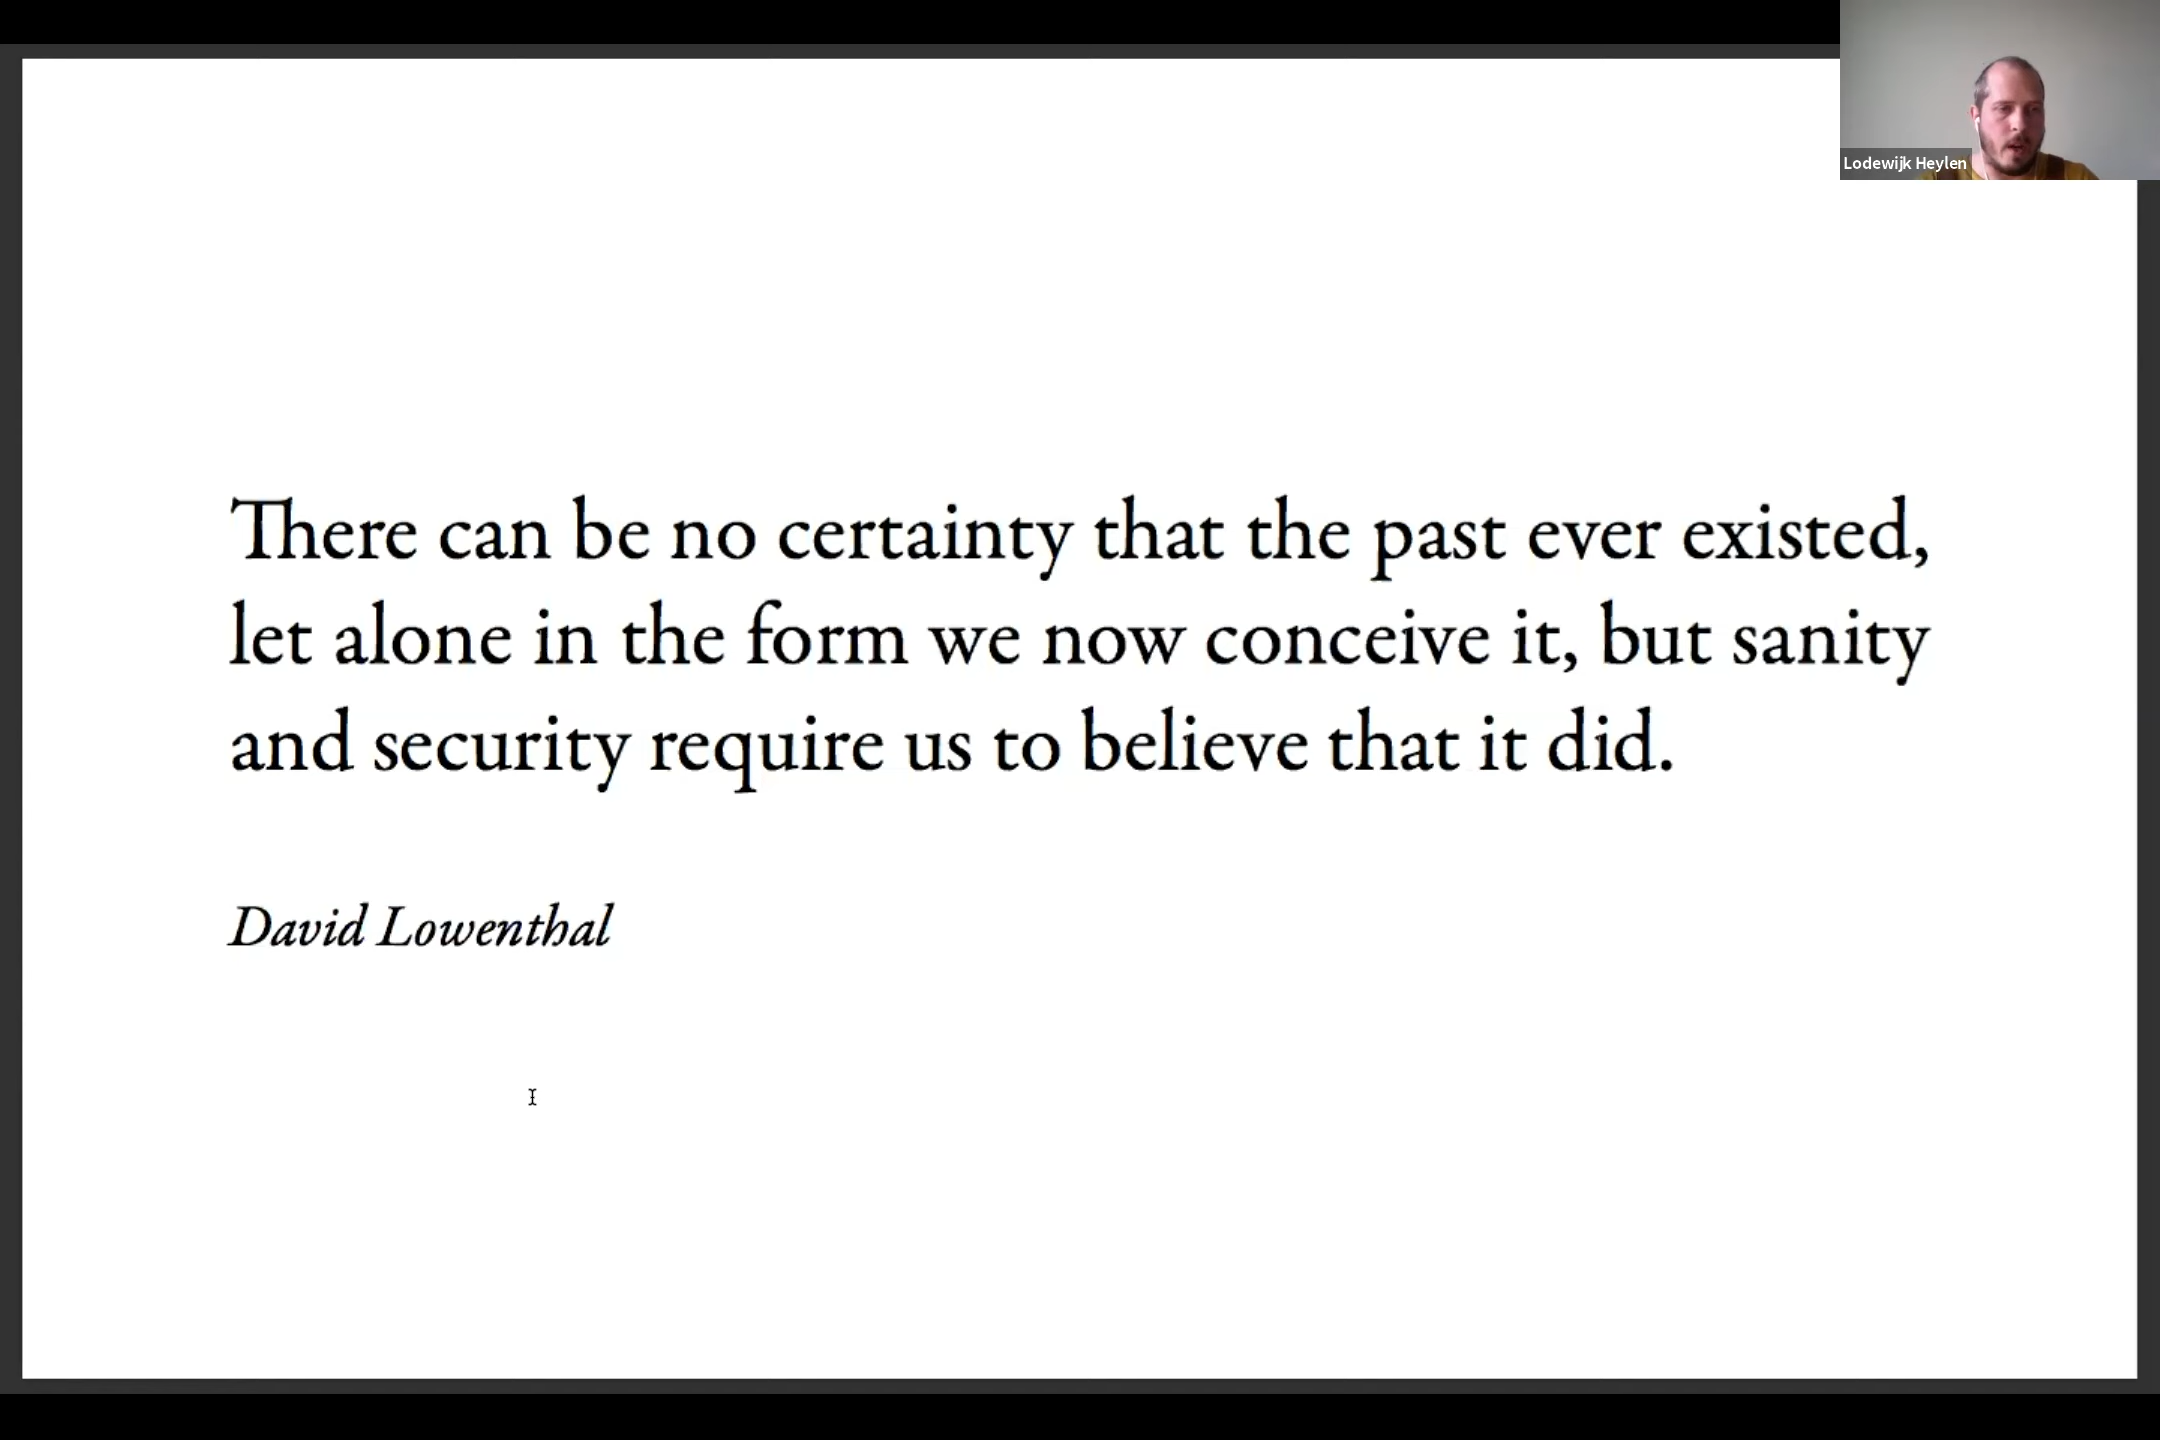 Lodewijk Heylen
There can be no certainty that the past ever existed,
let alone in the form we now conceive it, but sanity
and security require us to believe that it did.
David Lowenthal